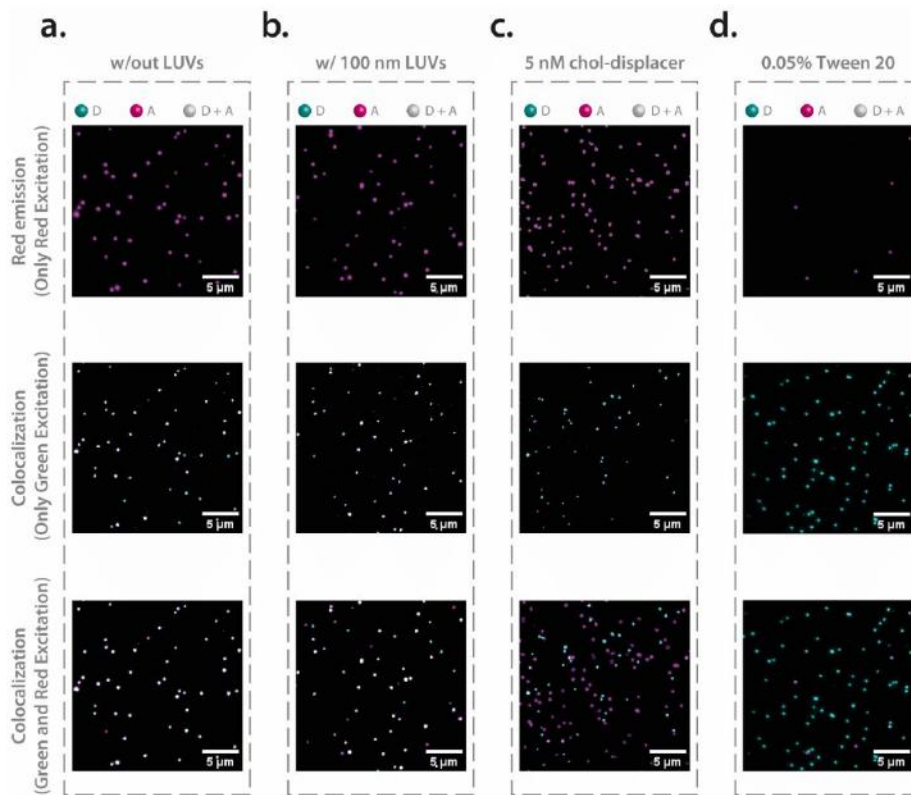 a.
b.
c.
d.
w/out LUVs
w/ 100 nm LUVs
5 nM chol-displacer
0.05% Tween 20
D A D + A
D A D + A
D A D + A
D A D + A
Red emission
(Only Red Excitation)
5 µm
5 µm
5 µm
5 µm
Colocalization
(Only Green Excitation)
5 µm
5 µm
5 µm
5 µm
Colocalization
(Green and Red Excitation)
5 µm
5 µm
5 µm
5 µm